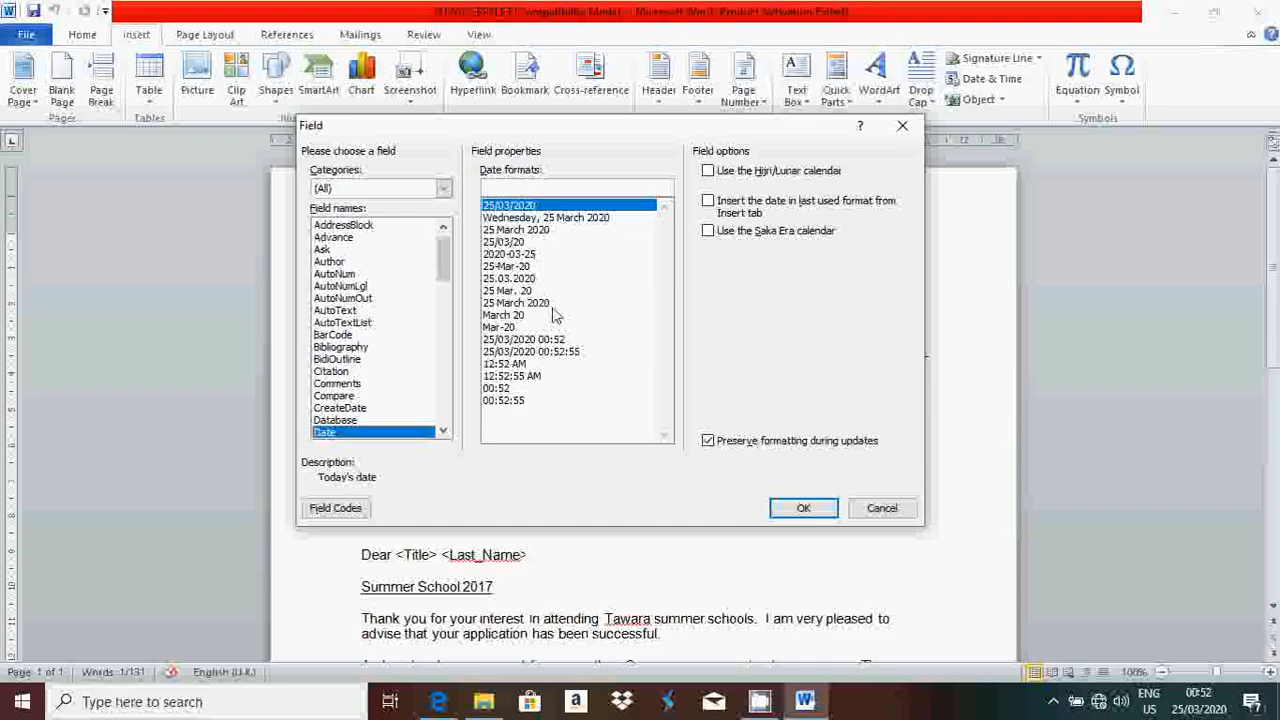 File Home Insert Page Layout References Mailings Review View
Cover Page Blank Page Page Break Table Picture Clip Art Shapes SmartArt Chart Screenshot Hyperlink Bookmark Cross-reference Header Footer Page Number Text Box Quick Parts WordArt Drop Cap Signature Line Date & Time Object Equation Symbol
Pages Tables Symbols
Field
Please choose a field
Categories:
(All)
Field names:
AddressBlock
Advance
Ask
Author
AutoNum
AutoNumLgl
AutoNumOut
AutoText
AutoTextList
BarCode
Bibliography
BidiOutline
Citation
Comments
Compare
CreateDate
Database
Date
Description:
Today's date
Field Codes
Field properties
Date formats:
25/03/2020
Wednesday, 25 March 2020
25 March 2020
25/03/20
2020-03-25
25-Mar-20
25.03.2020
25 Mar. 20
25 March 2020
March 20
Mar-20
25/03/2020 00:52
25/03/2020 00:52:55
12:52 AM
12:52:55 AM
00:52
00:52:55
Field options
Use the Hijri/Lunar calendar
Insert the date in last used format from
Insert tab
Use the Saka Era calendar
Preserve formatting during updates
OK
Cancel
Dear <Title> <Last_Name>
Summer School 2017
Thank you for your interest in attending Tawara summer schools. I am very pleased to
advise that your application has been successful.
Page: 1 of 1 Words: 1/131 English (U.K.) 100%
Type here to search
ENG
US
00:52
25/03/2020